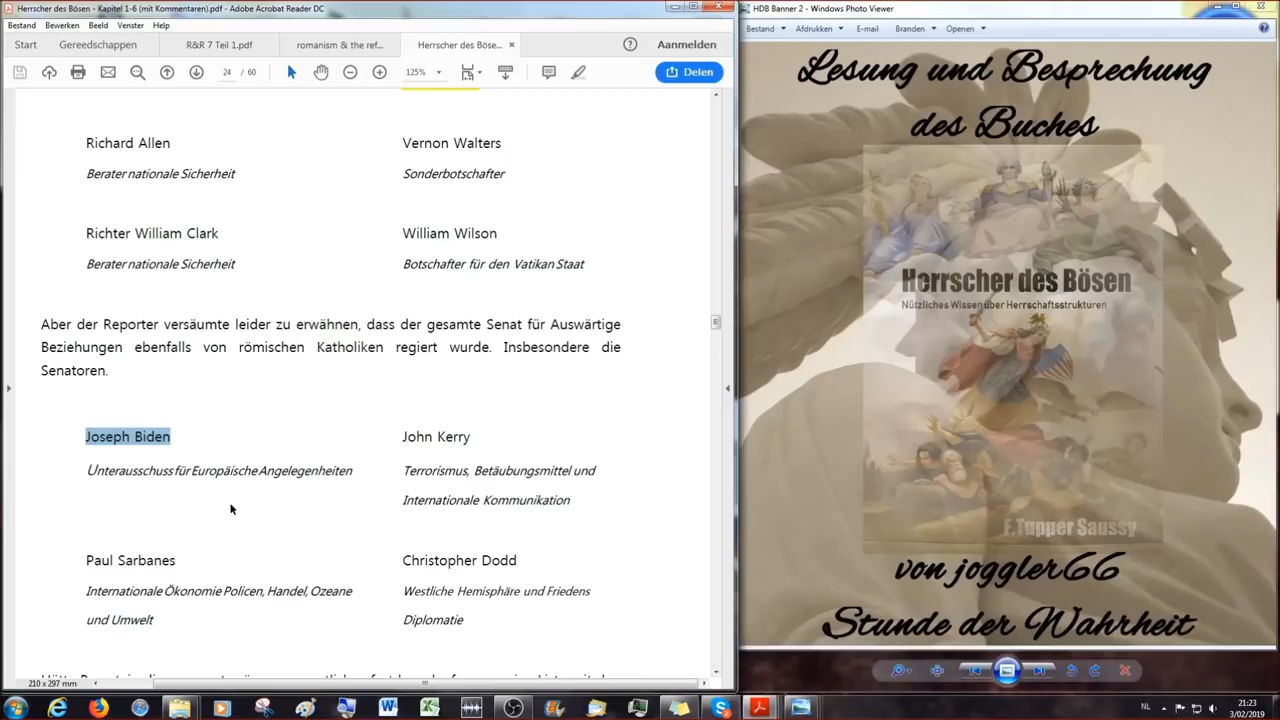 Herrscher des Bösen - Kapitel 1-6 (mit Kommentaren).pdf - Adobe Acrobat Reader DC
Bestand Bewerken Beeld Venster Help
Start Gereedschappen R&R 7 Teil 1.pdf romanism & the ref... Herrscher des Böse... × Aanmelden
24 / 60 125% Delen
Richard Allen Vernon Walters
Berater nationale Sicherheit Sonderbotschafter
Richter William Clark William Wilson
Berater nationale Sicherheit Botschafter für den Vatikan Staat
Aber der Reporter versäumte leider zu erwähnen, dass der gesamte Senat für Auswärtige
Beziehungen ebenfalls von römischen Katholiken regiert wurde. Insbesondere die
Senatoren.
Joseph Biden John Kerry
Unterausschuss für Europäische Angelegenheiten Terrorismus, Betäubungsmittel und
Internationale Kommunikation
Paul Sarbanes Christopher Dodd
Internationale Ökonomie Policen, Handel, Ozeane Westliche Hemisphäre und Friedens
und Umwelt Diplomatie
210 x 297 mm
HDB Banner 2 - Windows Photo Viewer
Bestand Afdrukken E-mail Branden Openen
Lesung und Besprechung
des Buches
Herrscher des Bösen
Nützliches Wissen über Herrschaftsstrukturen
F. Tupper Saussy
von joggler66
Stunde der Wahrheit
NL 21:23
3/02/2019